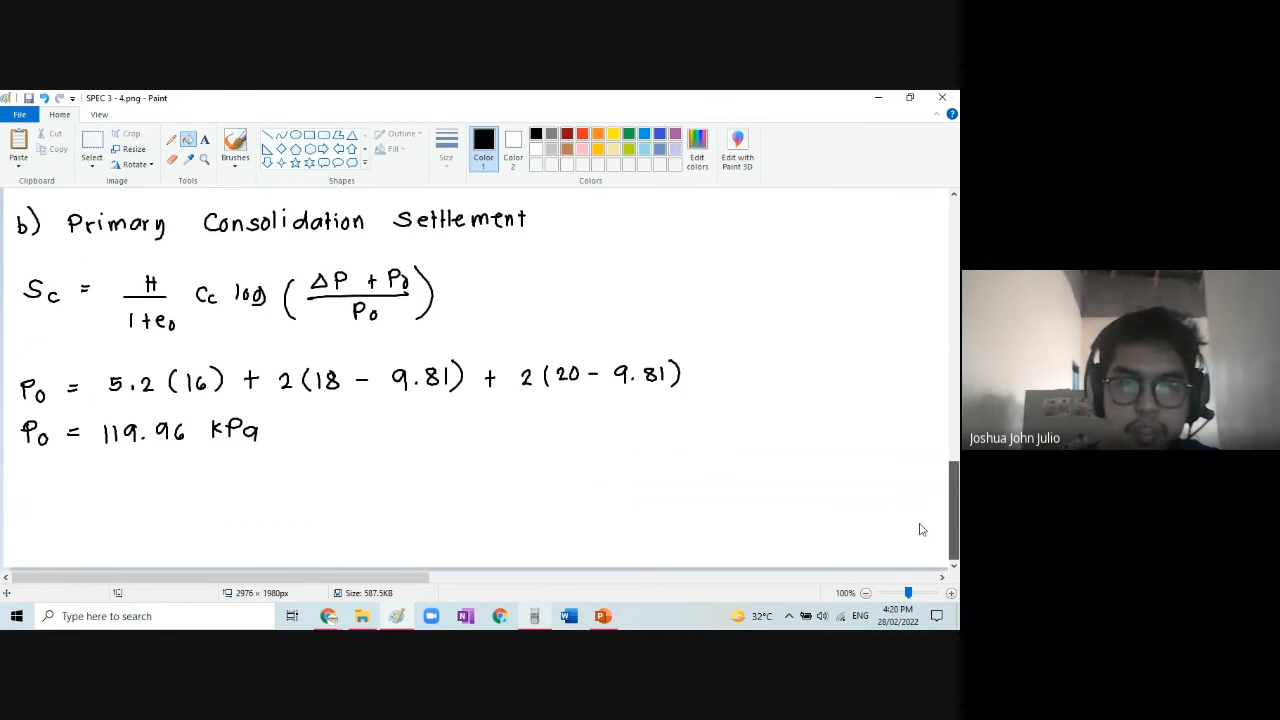 SPEC 3 - 4.png - Paint
File Home View
Paste Cut Copy Clipboard
Select Crop Resize Rotate Image
Tools
Brushes
Outline Fill Shapes
Size
Color 1
Color 2
Edit colors
Edit with Paint 3D
Colors
b) Primary Consolidation Settlement
Sc = H / 1+e₀ Cc log ( ΔP + P₀ / P₀ )
P₀ = 5.2 (16) + 2 (18 - 9.81) + 2 (20 - 9.81)
P₀ = 119.96 kPa
Joshua John Julio
2976 × 1980px Size: 587.5KB 100%
Type here to search 32°C ENG 4:20 PM
28/02/2022